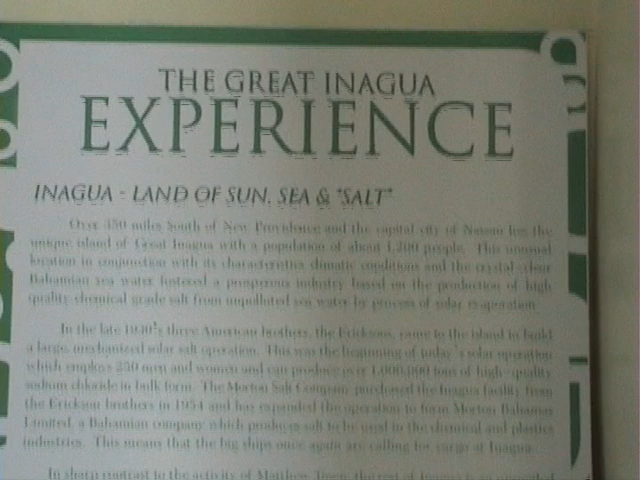 THE GREAT INAGUA
EXPERIENCE
INAGUA - LAND OF SUN, SEA & "SALT"
Over 350 miles South of New Providence and the capital city of Nassau lies the
unique island of Great Inagua with a population of about 1,200 people. This unusual
location in conjunction with its characteristics climatic conditions and the crystal clear
Bahamian sea water fostered a prosperous industry based on the production of high
quality chemical grade salt from unpolluted sea water by process of solar evaporation.
In the late 1930's three American brothers, the Ericksons, came to the island to build
a large, mechanized solar salt operation. This was the beginning of today's solar operation
which employs 250 men and women and can produce over 1,000,000 tons of high-quality
sodium chloride in bulk form. The Morton Salt Company purchased the Inagua facility from
the Erickson brothers in 1954 and has expanded the operation to form Morton Bahamas
Limited, a Bahamian company which produces salt to be used in the chemical and plastics
industries. This means that the big ships once again are calling for cargo at Inagua.
In sharp contrast to the activity of Matthew Town, the rest of Inagua is